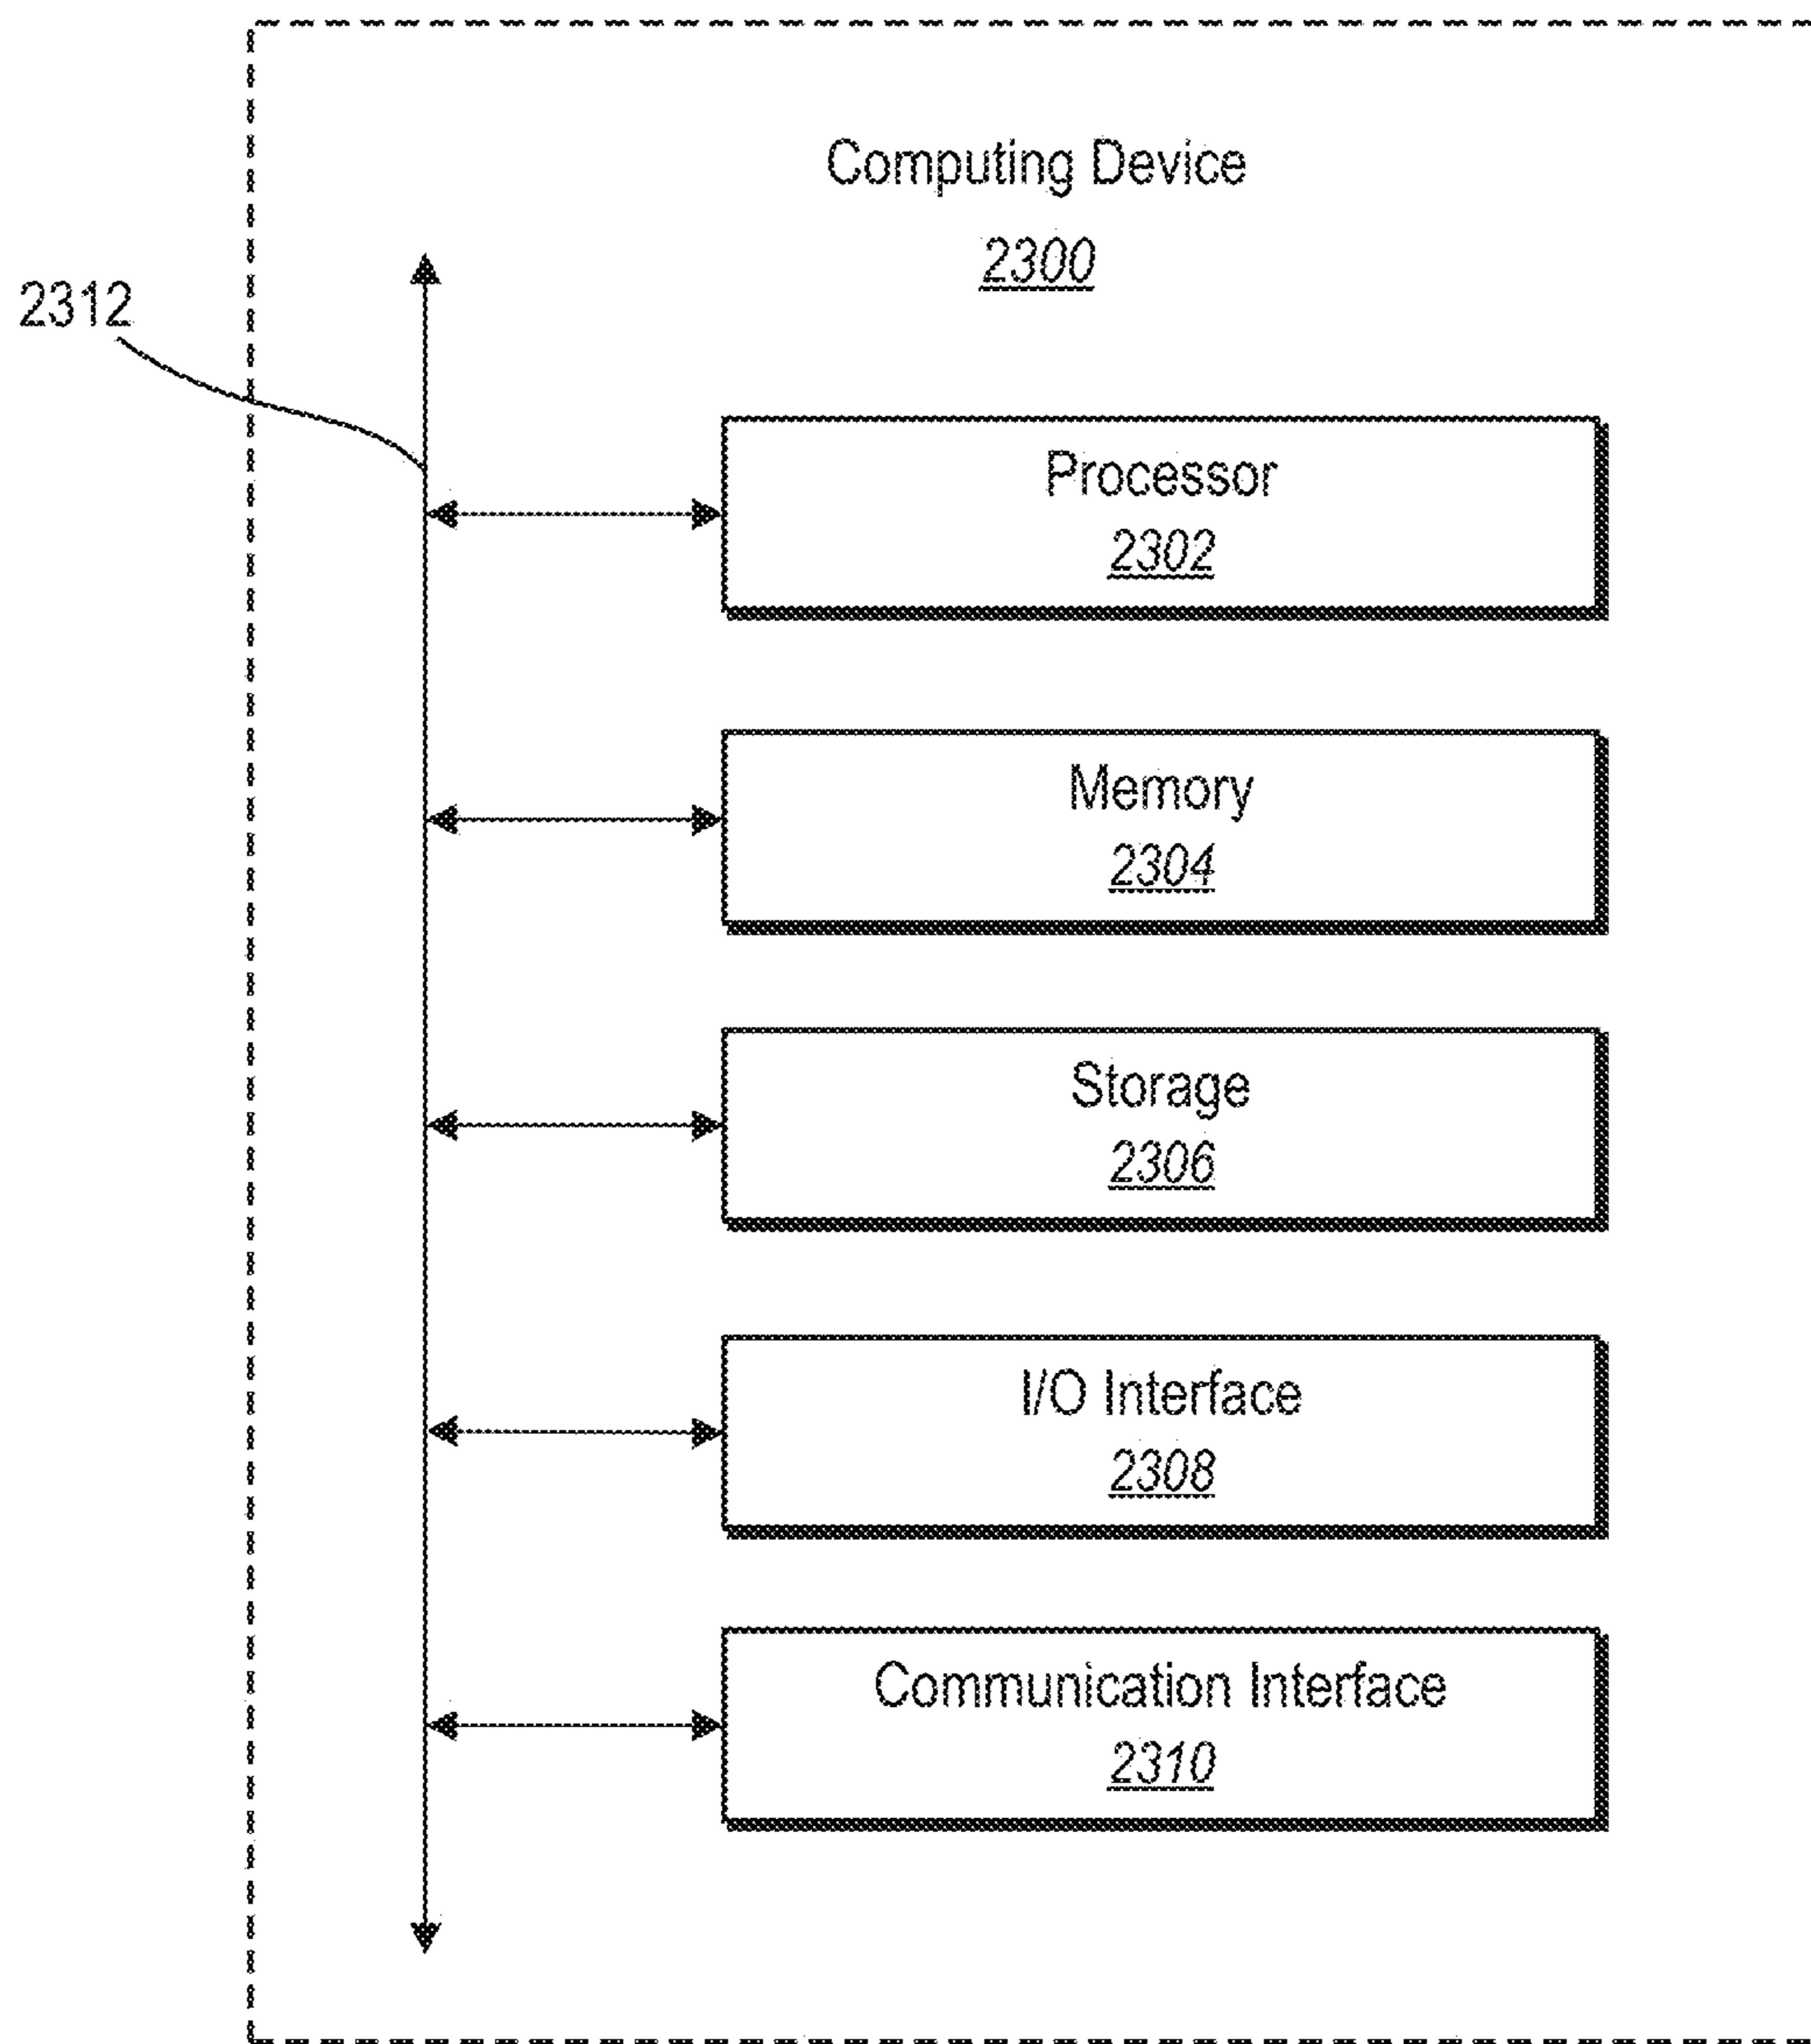 Computing Device
2300
2312
Processor
2302
Memory
2304
Storage
2306
I/O Interface
2308
Communication Interface
2310